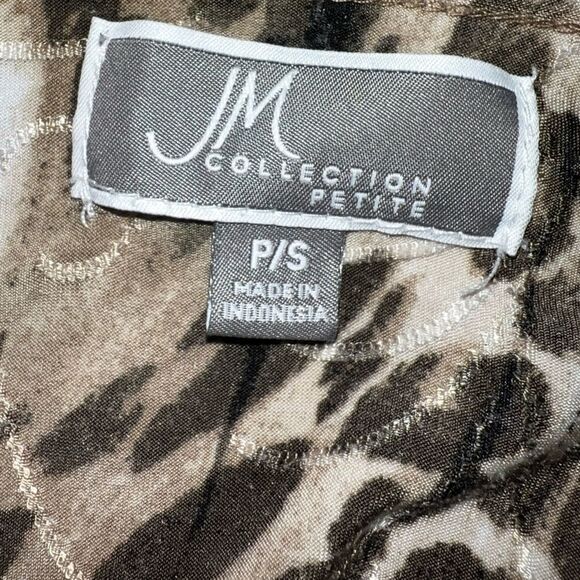 JM
COLLECTION
PETITE
P/S
MADE IN
INDONESIA